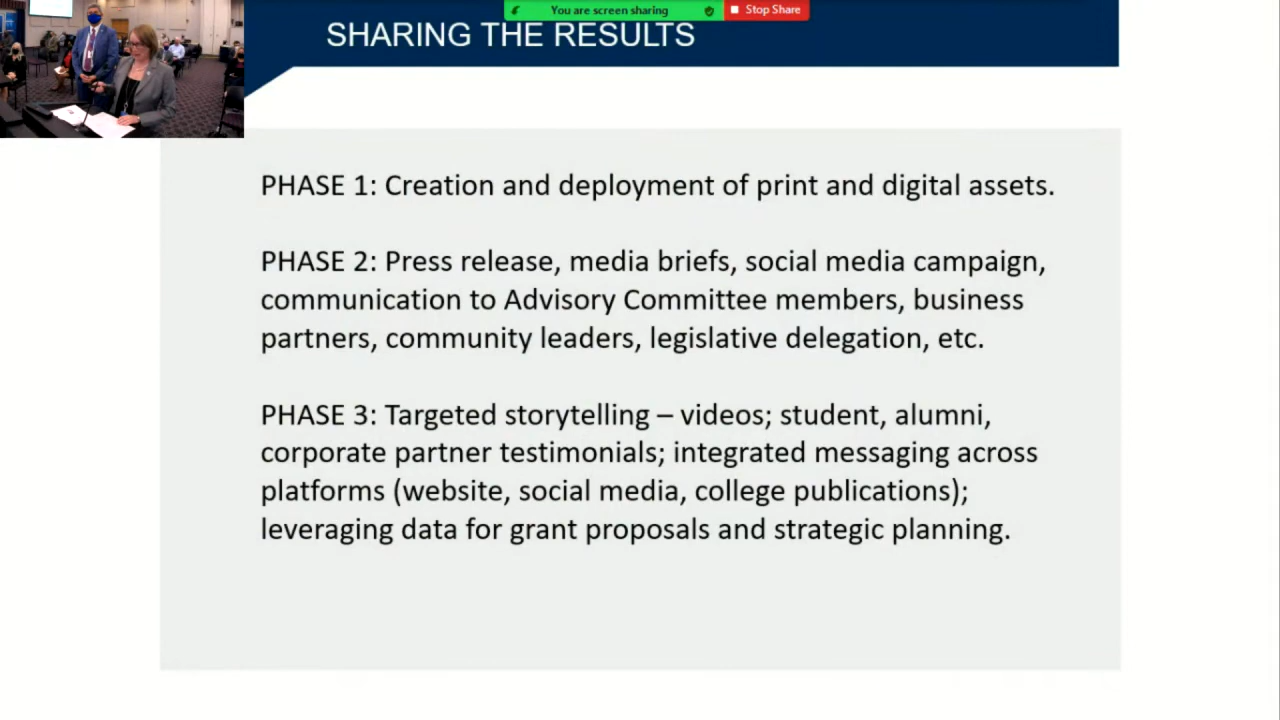 You are screen sharing
Stop Share
SHARING THE RESULTS
PHASE 1: Creation and deployment of print and digital assets.
PHASE 2: Press release, media briefs, social media campaign,
communication to Advisory Committee members, business
partners, community leaders, legislative delegation, etc.
PHASE 3: Targeted storytelling – videos; student, alumni,
corporate partner testimonials; integrated messaging across
platforms (website, social media, college publications);
leveraging data for grant proposals and strategic planning.